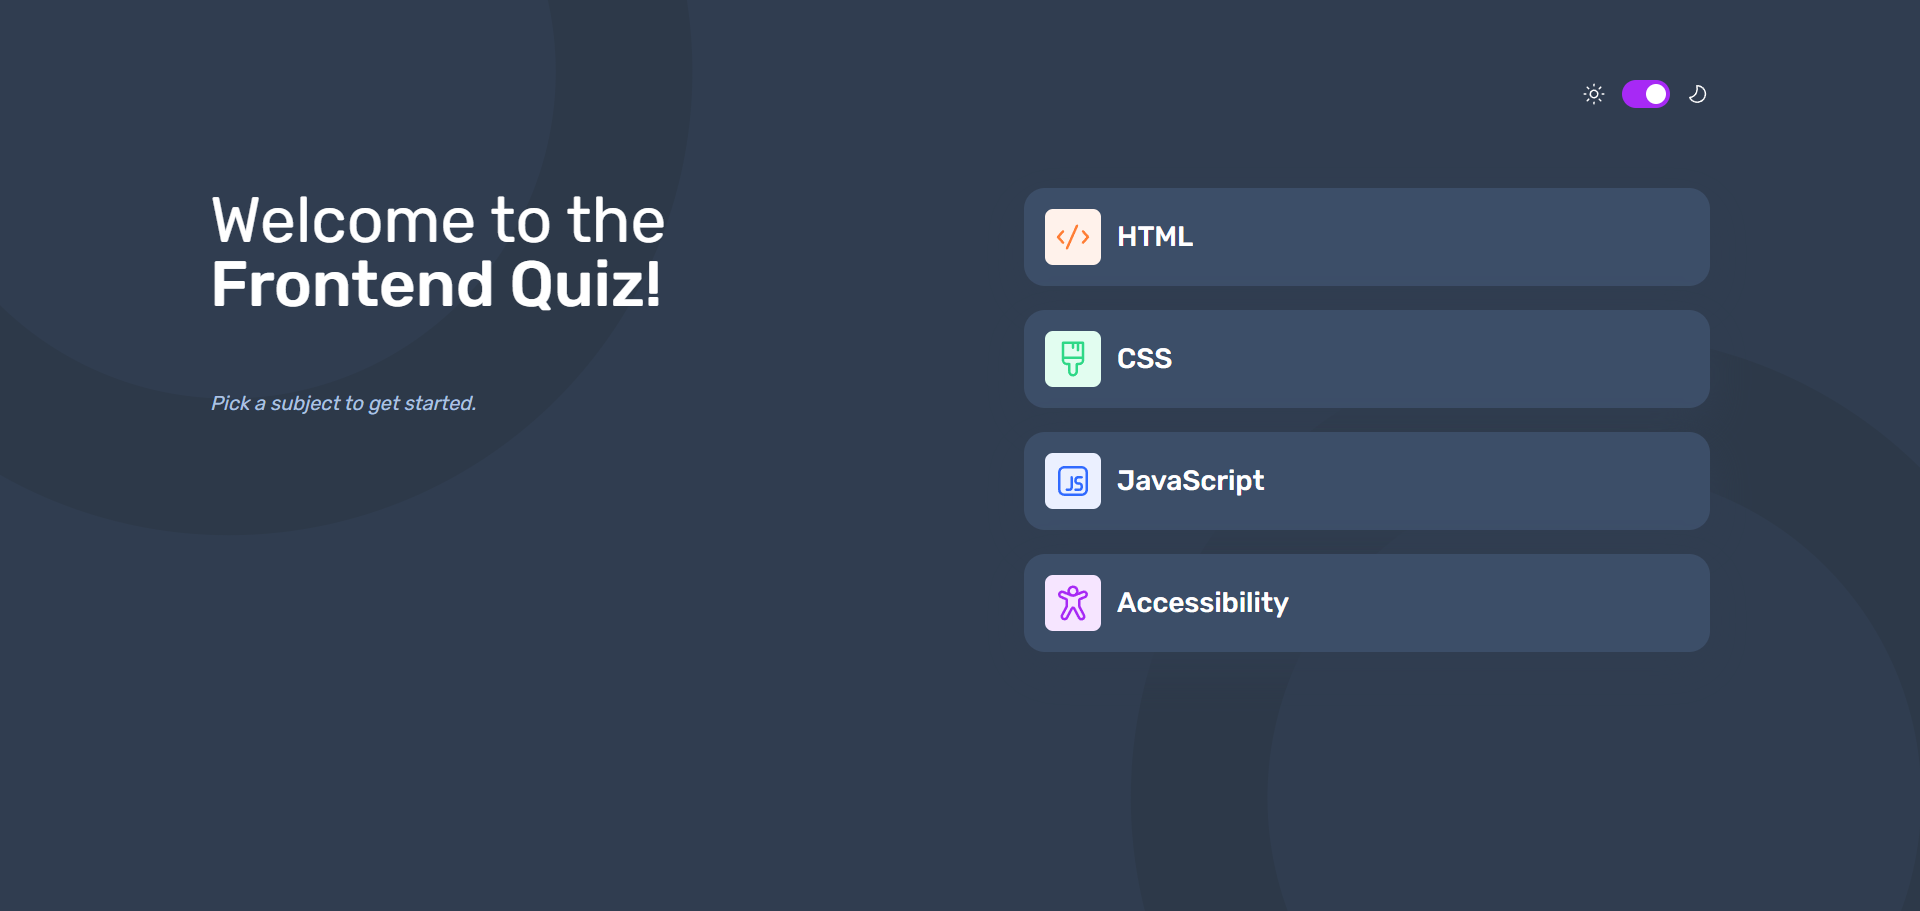 Welcome to the
Frontend Quiz!
Pick a subject to get started.
HTML
CSS
JS
JavaScript
Accessibility